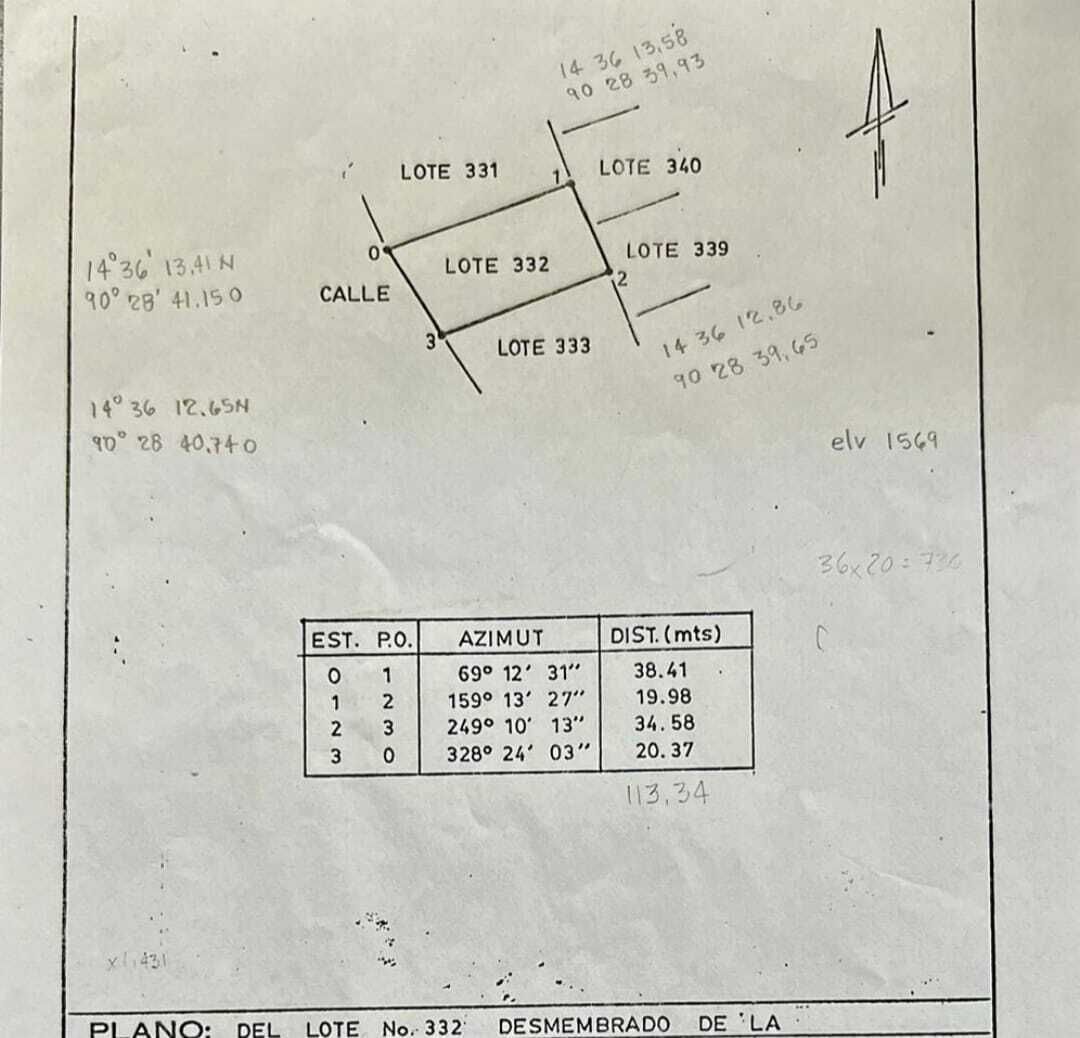 14 36 13,58
90 28 39,93
LOTE 331
1
LOTE 340
0
LOTE 332
LOTE 339
14°36' 13.41 N
90° 28' 41.15 O
CALLE
2
3
LOTE 333
14 36 12.86
90 28 39,65
14° 36 12.65N
90° 28 40.74 O
elv 1569
36x20=
EST. P.O. AZIMUT DIST.(mts)
0 1 69° 12' 31" 38.41
1 2 159° 13' 27" 19.98
2 3 249° 10' 13" 34.58
3 0 328° 24' 03" 20.37
113,34
PLANO: DEL LOTE No. 332 DESMEMBRADO DE LA